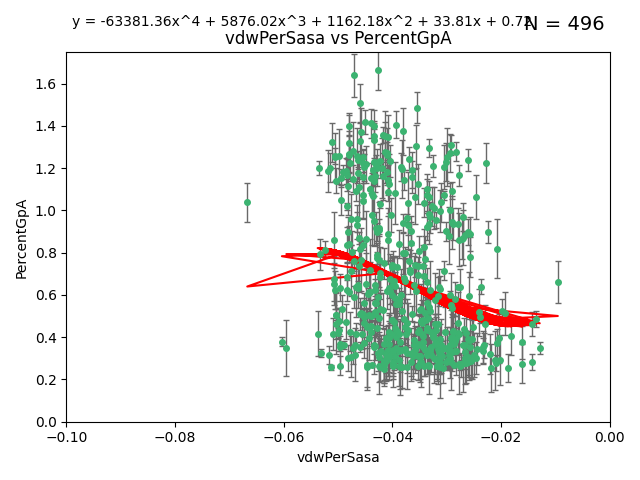 y = -63381.36x^4 + 5876.02x^3 + 1162.18x^2 + 33.81x + 0.72
N = 496
vdwPerSasa vs PercentGpA
PercentGpA
1.6
1.4
1.2
1.0
0.8
0.6
0.4
0.2
0.0
−0.10 −0.08 −0.06 −0.04 −0.02 0.00
vdwPerSasa